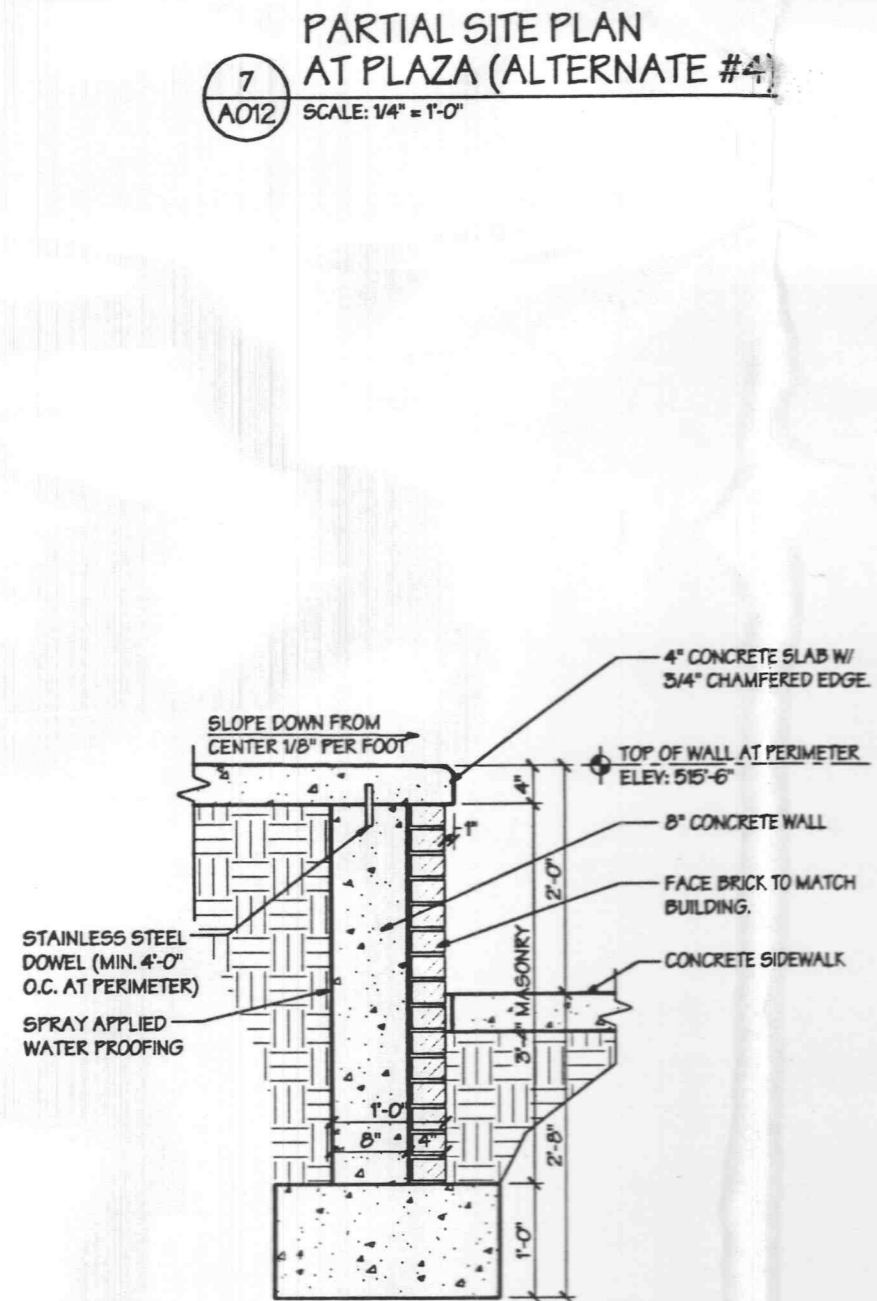 PARTIAL SITE PLAN
AT PLAZA (ALTERNATE #4)
7
A012
SCALE: 1/4" = 1'-0"
4" CONCRETE SLAB W/
3/4" CHAMFERED EDGE.
SLOPE DOWN FROM
CENTER 1/8" PER FOOT
TOP OF WALL AT PERIMETER
ELEV: 515'-6"
4"
1"
8" CONCRETE WALL
2'-0"
FACE BRICK TO MATCH
BUILDING.
STAINLESS STEEL
DOWEL (MIN. 4'-0"
O.C. AT PERIMETER)
CONCRETE SIDEWALK
3'-4" MASONRY
SPRAY APPLIED
WATER PROOFING
1'-0"
8"
4"
2'-8"
1'-0"